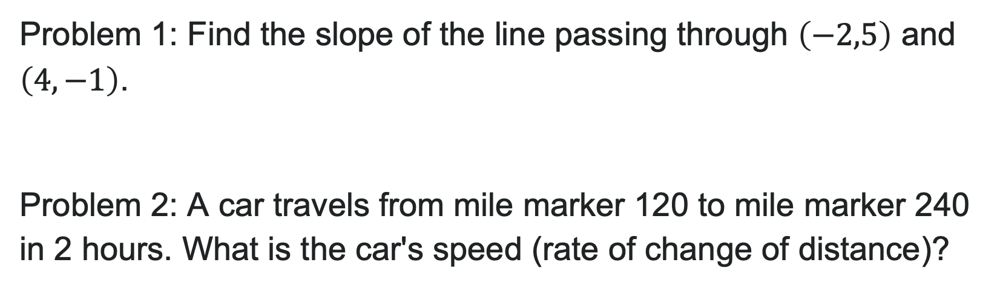 Problem 1: Find the slope of the line passing through (−2,5) and
(4, −1).
Problem 2: A car travels from mile marker 120 to mile marker 240
in 2 hours. What is the car's speed (rate of change of distance)?